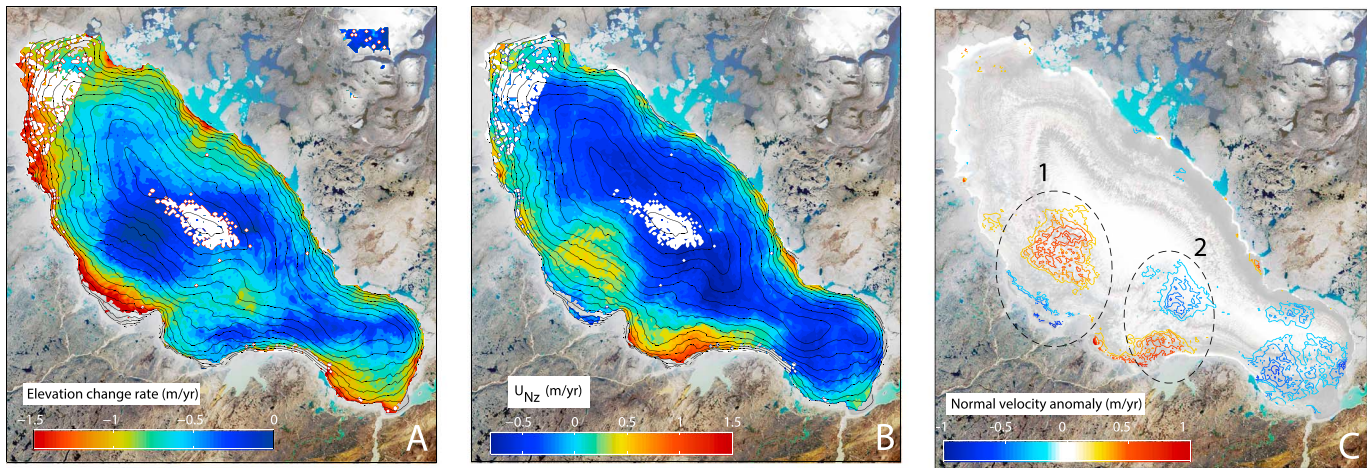 Elevation change rate (m/yr)
−1.5 −1 −0.5 0
A
U_Nz (m/yr)
−0.5 0 0.5 1 1.5
B
1
2
Normal velocity anomaly (m/yr)
-1 -0.5 0 0.5 1
C